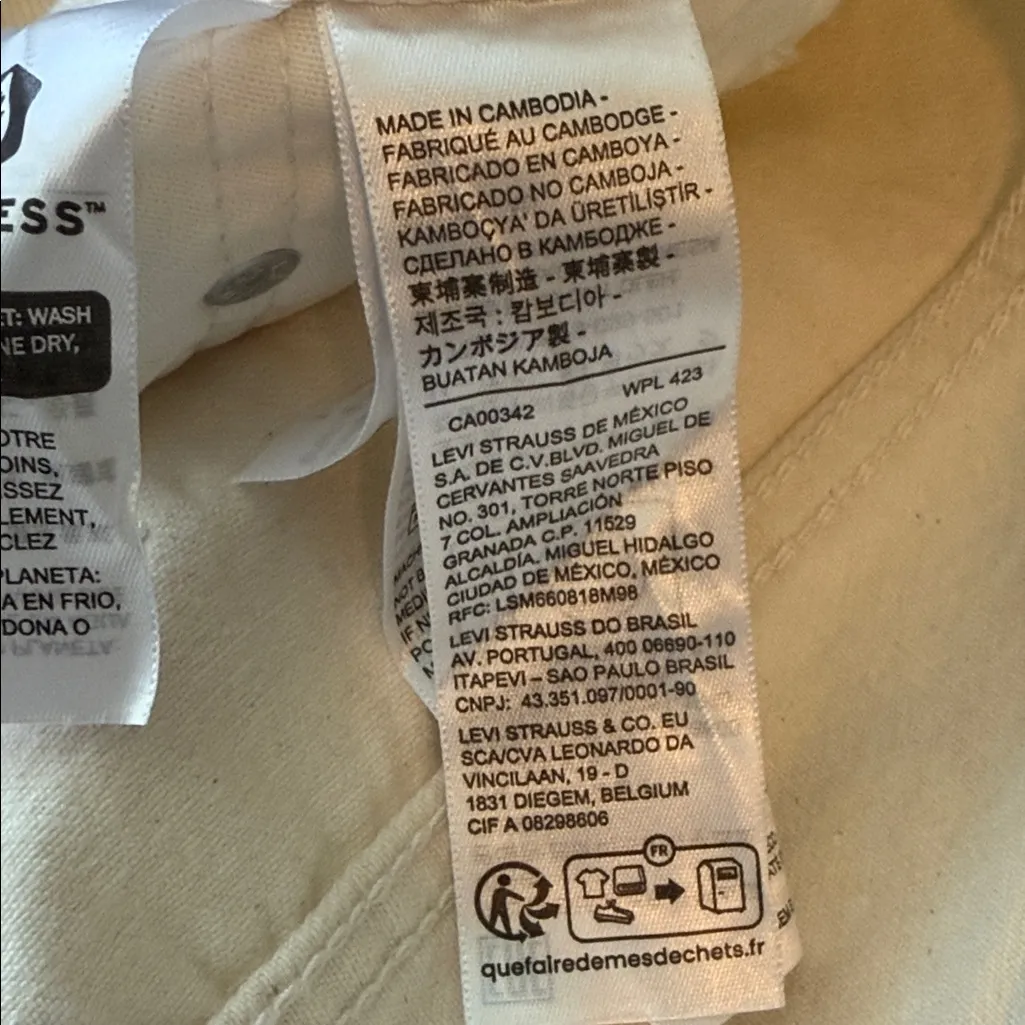 ESS™
T: WASH
NE DRY,
OTRE
OINS,
SSEZ
LEMENT,
CLEZ
PLANETA:
A EN FRIO,
DONA O
MADE IN CAMBODIA -
FABRIQUÉ AU CAMBODGE -
FABRICADO EN CAMBOYA -
FABRICADO NO CAMBOJA -
KAMBOÇYA' DA ÜRETİLİŞTİR -
СДЕЛАНО В КАМБОДЖЕ -
柬埔寨制造 - 柬埔寨製 -
제조국 : 캄보디아 -
カンボジア製 -
BUATAN KAMBOJA
CA00342 WPL 423
LEVI STRAUSS DE MÉXICO
S.A. DE C.V.BLVD. MIGUEL DE
CERVANTES SAAVEDRA
NO. 301, TORRE NORTE PISO
7 COL. AMPLIACIÓN
GRANADA C.P. 11529
ALCALDÍA. MIGUEL HIDALGO
CIUDAD DE MÉXICO, MÉXICO
RFC: LSM660818M98
LEVI STRAUSS DO BRASIL
AV. PORTUGAL, 400 06690-110
ITAPEVI – SAO PAULO BRASIL
CNPJ: 43.351.097/0001-90
LEVI STRAUSS & CO. EU
SCA/CVA LEONARDO DA
VINCILAAN, 19 - D
1831 DIEGEM, BELGIUM
CIF A 08298606
FR
quefairedemesdechets.fr